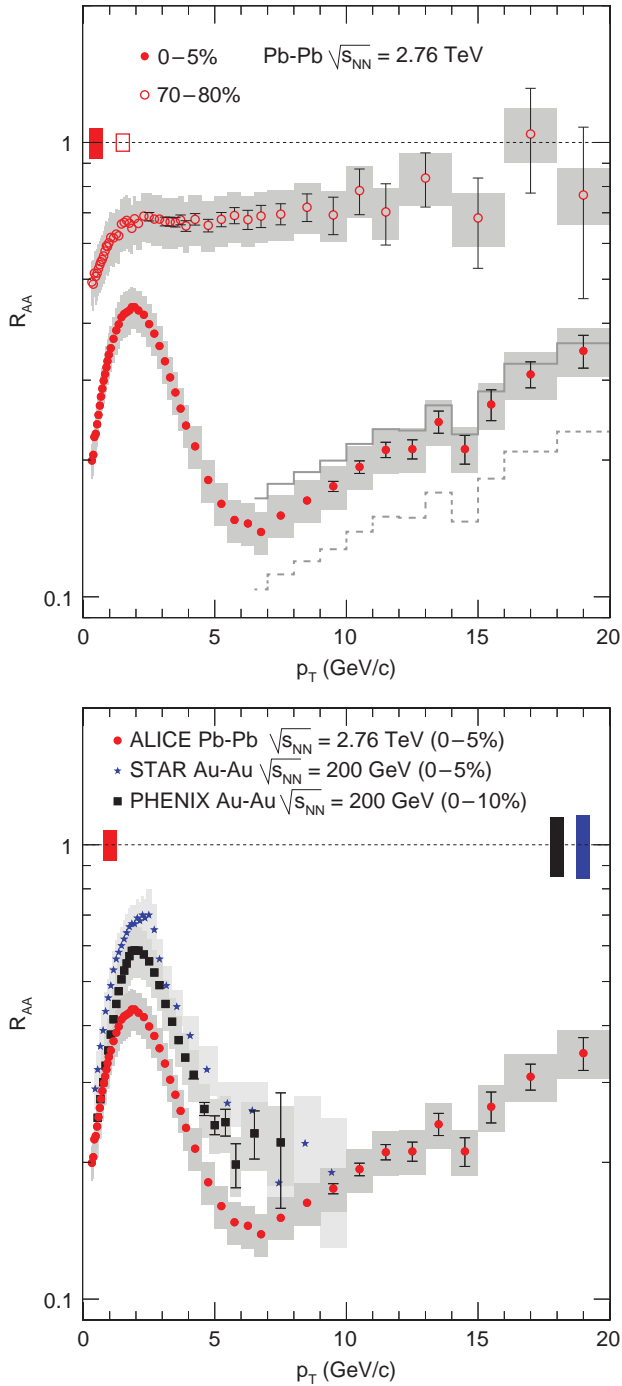 0–5% Pb-Pb √sNN = 2.76 TeV
70–80%
1
RAA
0.1
0 5 10 15 20
pT (GeV/c)
ALICE Pb-Pb √sNN = 2.76 TeV (0–5%)
STAR Au-Au √sNN = 200 GeV (0–5%)
PHENIX Au-Au √sNN = 200 GeV (0–10%)
1
RAA
0.1
0 5 10 15 20
pT (GeV/c)